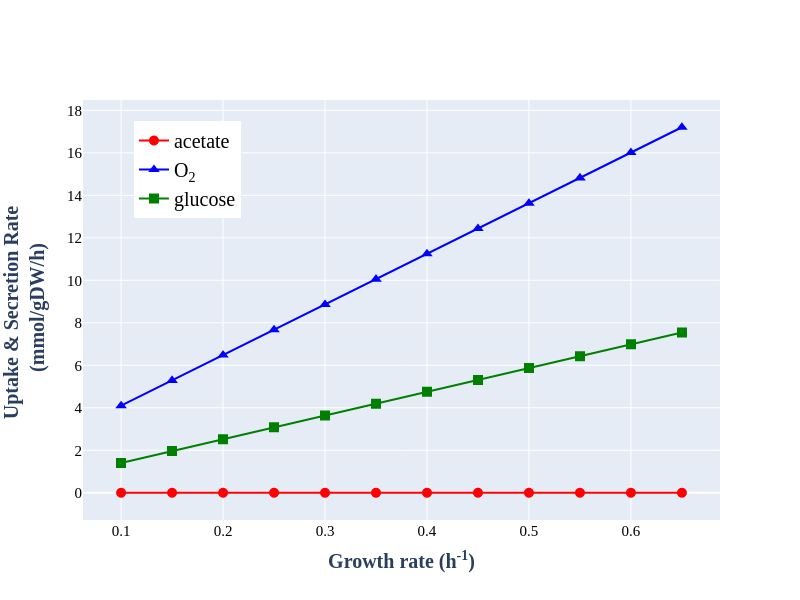 18
16
14
12
10
8
6
4
2
0
acetate
O₂
glucose
Uptake & Secretion Rate
(mmol/gDW/h)
0.1 0.2 0.3 0.4 0.5 0.6
Growth rate (h⁻¹)